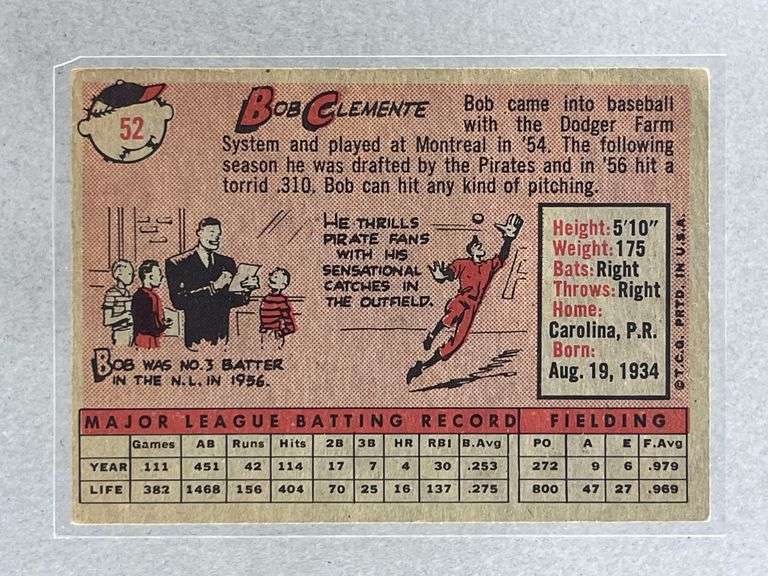 52
BOB CLEMENTE
Bob came into baseball
with the Dodger Farm
System and played at Montreal in '54. The following
season he was drafted by the Pirates and in '56 hit a
torrid .310. Bob can hit any kind of pitching.
HE THRILLS
PIRATE FANS
WITH HIS
SENSATIONAL
CATCHES IN
THE OUTFIELD.
BOB WAS NO.3 BATTER
IN THE N.L. IN 1956.
Height: 5'10"
Weight: 175
Bats: Right
Throws: Right
Home:
Carolina, P.R.
Born:
Aug. 19, 1934
© T.C.G. PRTD. IN U.S.A.
MAJOR LEAGUE BATTING RECORD FIELDING
Games AB Runs Hits 2B 3B HR RBI B.Avg PO A E F.Avg
YEAR 111 451 42 114 17 7 4 30 .253 272 9 6 .979
LIFE 382 1468 156 404 70 25 16 137 .275 800 47 27 .969